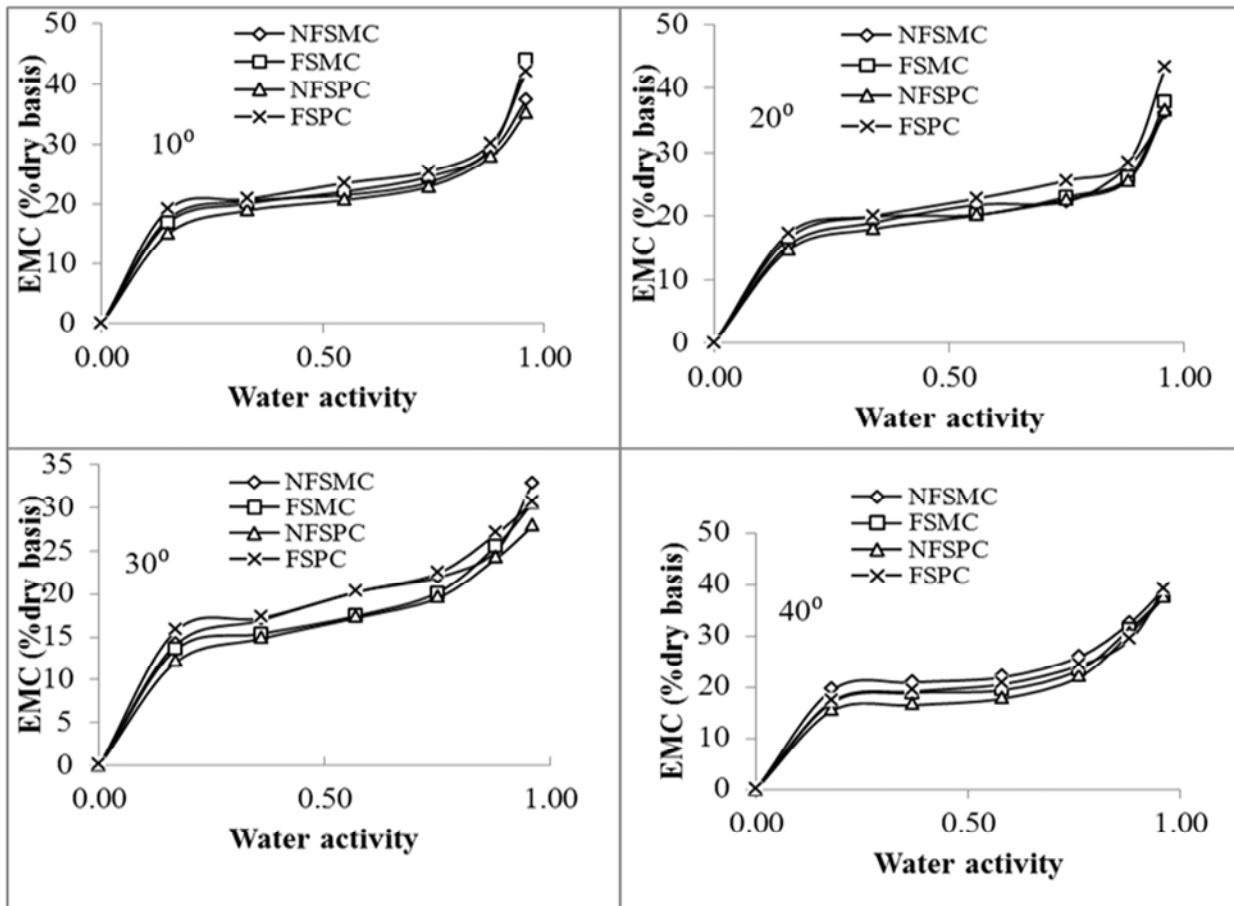 50
40
30
20
10
0
EMC (%dry basis)
NFSMC
FSMC
NFSPC
FSPC
10⁰
0.00 0.50 1.00
Water activity
50
40
30
20
10
0
EMC (%dry basis)
NFSMC
FSMC
NFSPC
FSPC
20⁰
0.00 0.50 1.00
Water activity
35
30
25
20
15
10
5
0
EMC (%dry basis)
NFSMC
FSMC
NFSPC
FSPC
30⁰
0.00 0.50 1.00
Water activity
50
40
30
20
10
0
EMC (%dry basis)
NFSMC
FSMC
NFSPC
FSPC
40⁰
0.00 0.50 1.00
Water activity